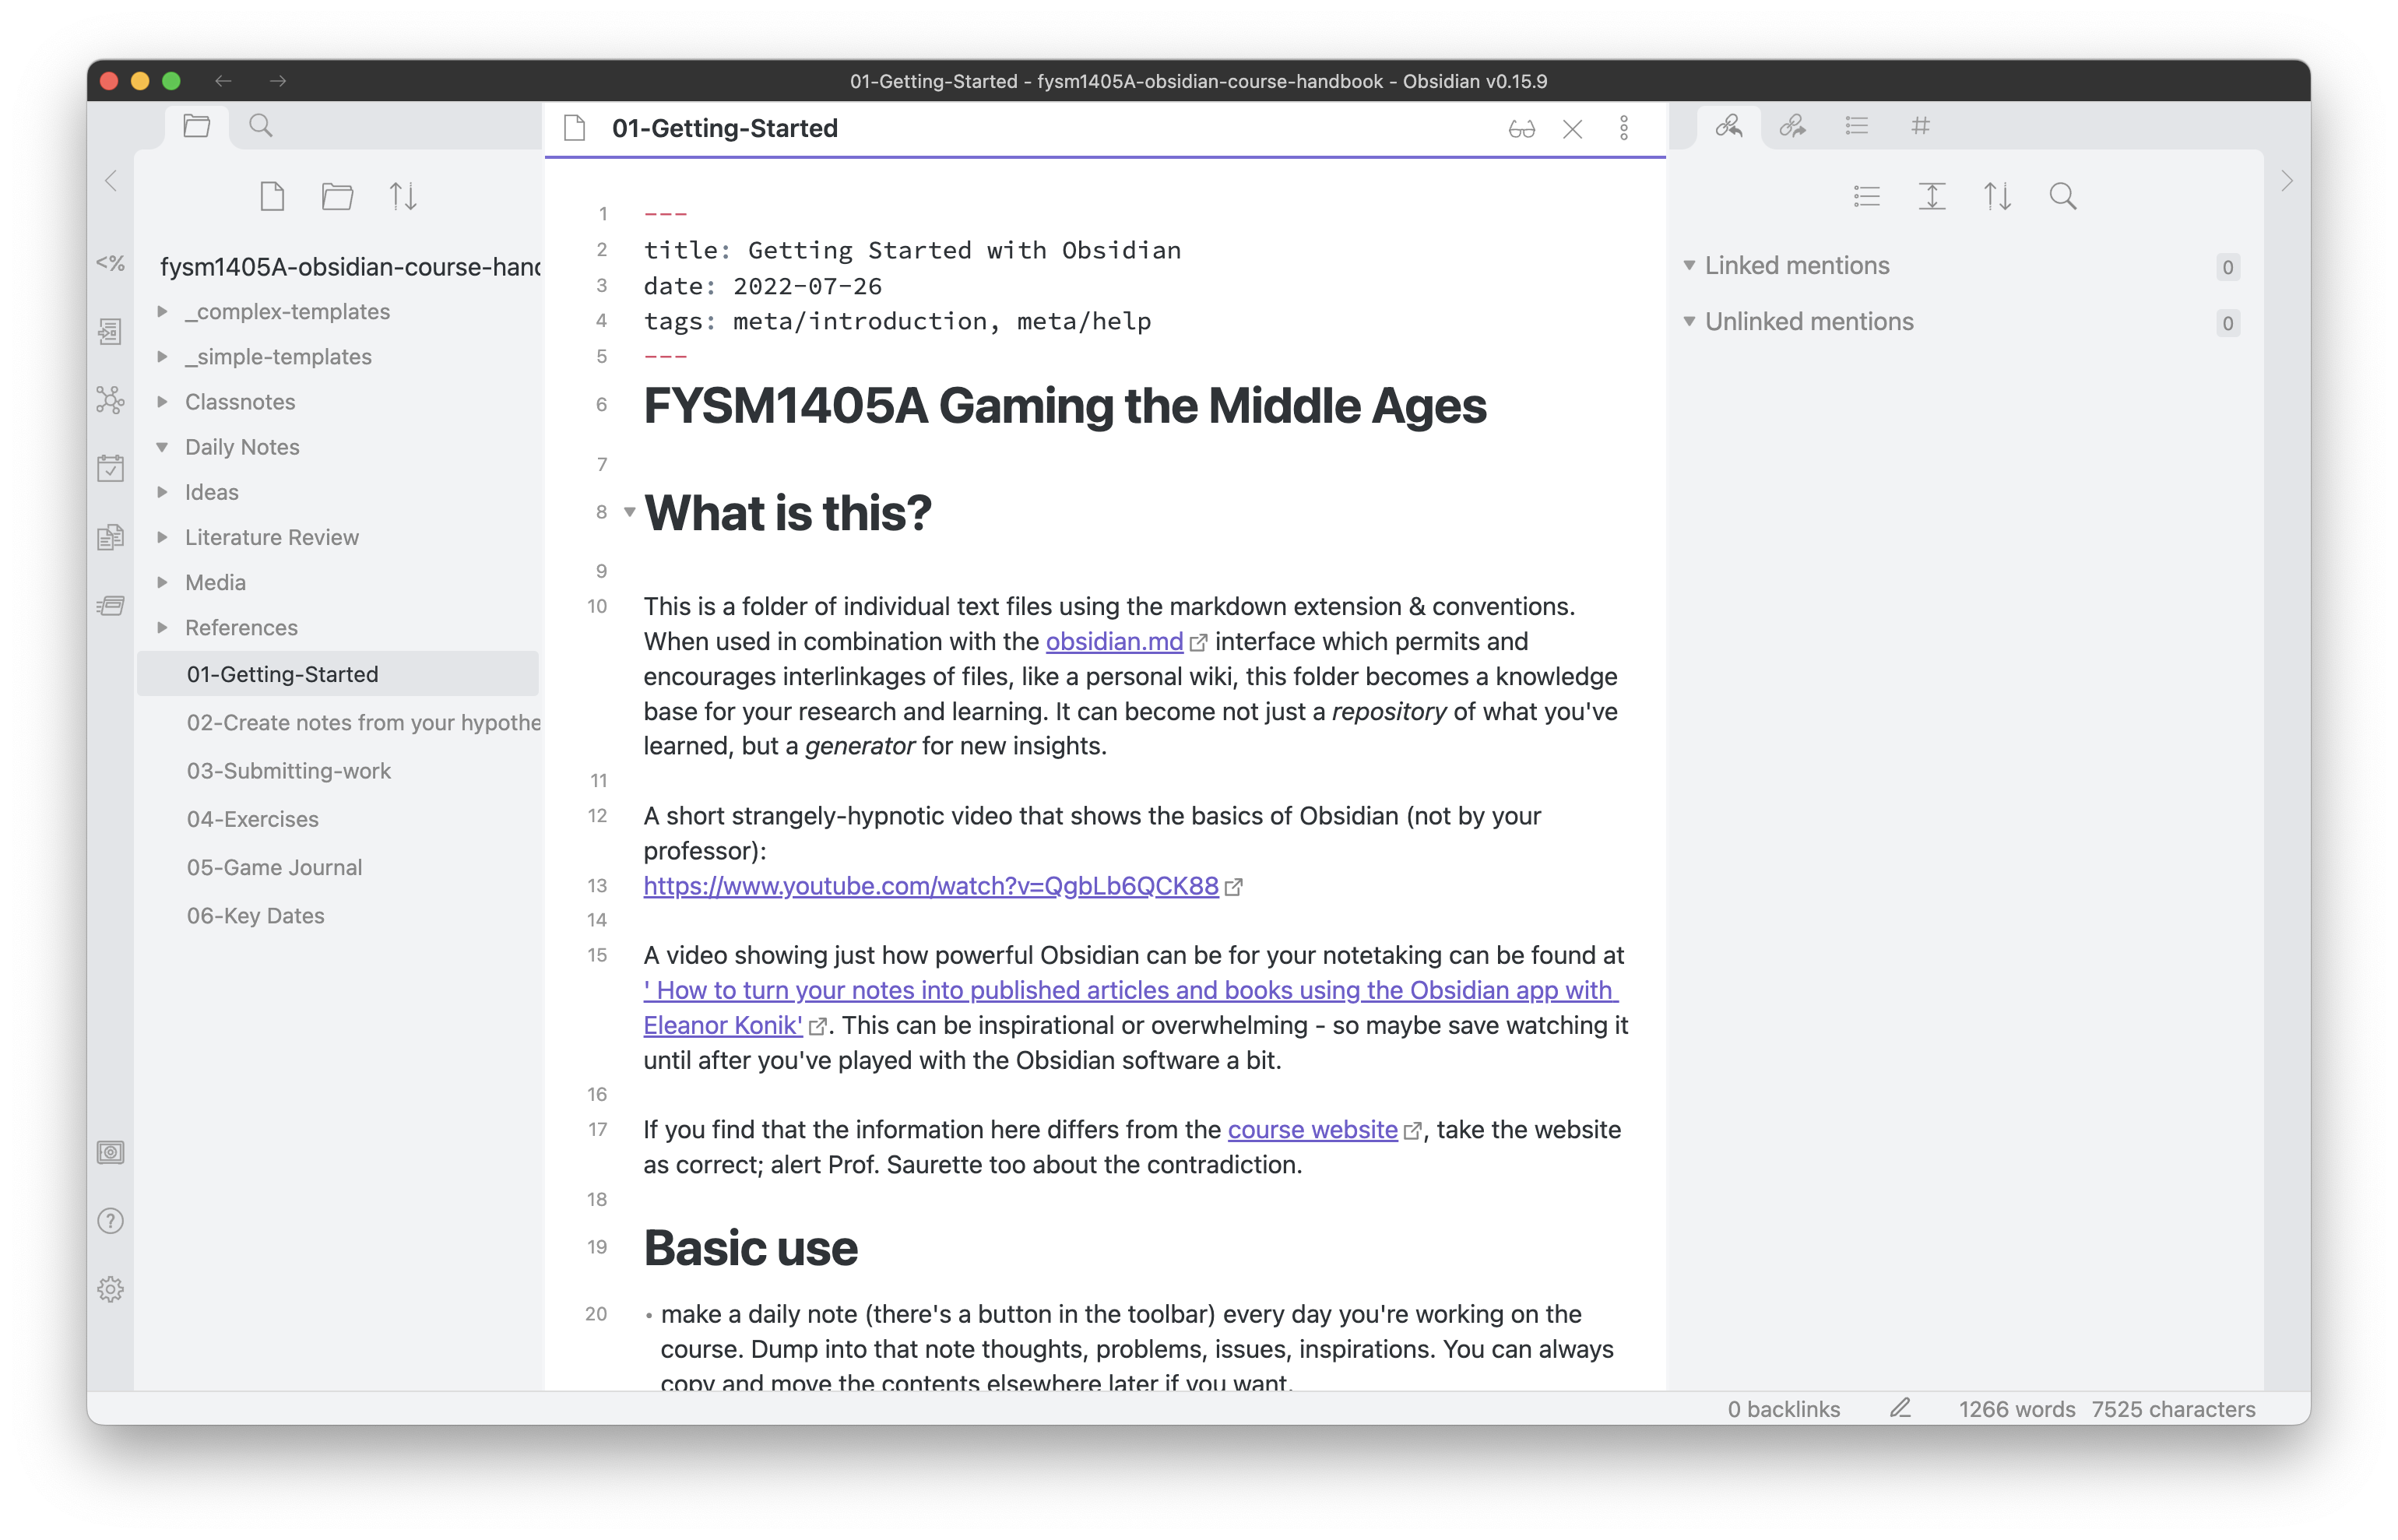 01-Getting-Started - fysm1405A-obsidian-course-handbook - Obsidian v0.15.9
<%
fysm1405A-obsidian-course-hand
_complex-templates
_simple-templates
Classnotes
Daily Notes
Ideas
Literature Review
Media
References
01-Getting-Started
02-Create notes from your hypothe
03-Submitting-work
04-Exercises
05-Game Journal
06-Key Dates
01-Getting-Started
1 ---
2 title: Getting Started with Obsidian
3 date: 2022-07-26
4 tags: meta/introduction, meta/help
5 ---
6 FYSM1405A Gaming the Middle Ages
7
8 What is this?
9
10 This is a folder of individual text files using the markdown extension & conventions.
When used in combination with the obsidian.md interface which permits and
encourages interlinkages of files, like a personal wiki, this folder becomes a knowledge
base for your research and learning. It can become not just a repository of what you've
learned, but a generator for new insights.
11
12 A short strangely-hypnotic video that shows the basics of Obsidian (not by your
professor):
13 https://www.youtube.com/watch?v=QgbLb6QCK88
14
15 A video showing just how powerful Obsidian can be for your notetaking can be found at
' How to turn your notes into published articles and books using the Obsidian app with
Eleanor Konik'. This can be inspirational or overwhelming - so maybe save watching it
until after you've played with the Obsidian software a bit.
16
17 If you find that the information here differs from the course website, take the website
as correct; alert Prof. Saurette too about the contradiction.
18
19 Basic use
20 • make a daily note (there's a button in the toolbar) every day you're working on the
course. Dump into that note thoughts, problems, issues, inspirations. You can always
copy and move the contents elsewhere later if you want.
Linked mentions 0
Unlinked mentions 0
0 backlinks 1266 words 7525 characters